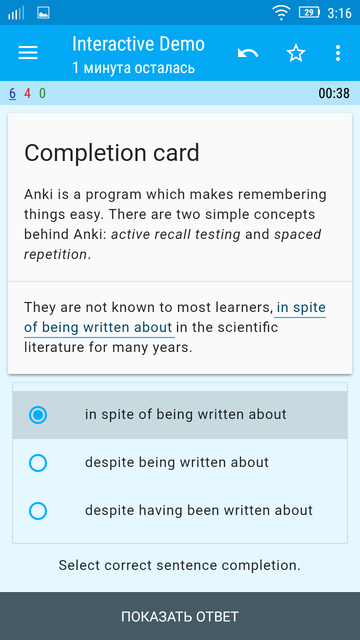 29 3:16
Interactive Demo
1 минута осталась
6 4 0 00:38
Completion card
Anki is a program which makes remembering
things easy. There are two simple concepts
behind Anki: active recall testing and spaced
repetition.
They are not known to most learners, in spite
of being written about in the scientific
literature for many years.
in spite of being written about
despite being written about
despite having been written about
Select correct sentence completion.
ПОКАЗАТЬ ОТВЕТ